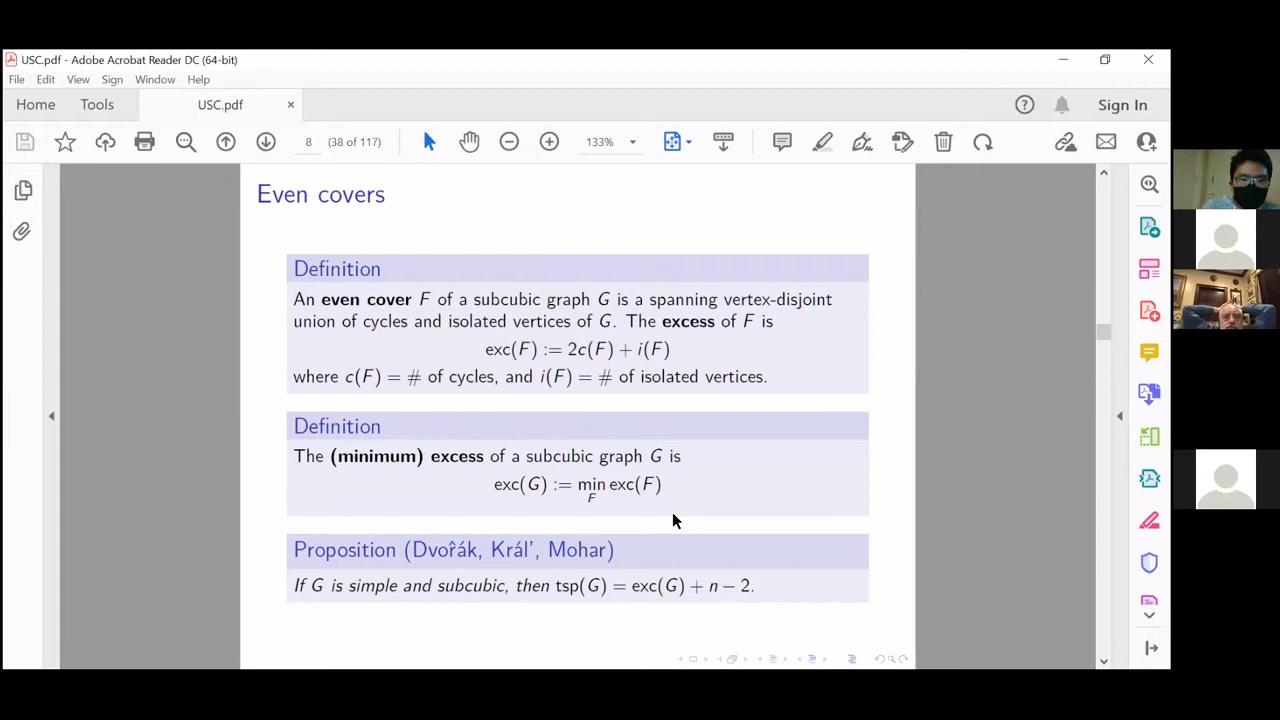 USC.pdf - Adobe Acrobat Reader DC (64-bit)
File Edit View Sign Window Help
Home Tools USC.pdf × Sign In
8 (38 of 117) 133%
Even covers
Definition
An even cover F of a subcubic graph G is a spanning vertex-disjoint
union of cycles and isolated vertices of G. The excess of F is
exc(F) := 2c(F) + i(F)
where c(F) = # of cycles, and i(F) = # of isolated vertices.
Definition
The (minimum) excess of a subcubic graph G is
exc(G) := min exc(F)
F
Proposition (Dvořák, Král', Mohar)
If G is simple and subcubic, then tsp(G) = exc(G) + n − 2.